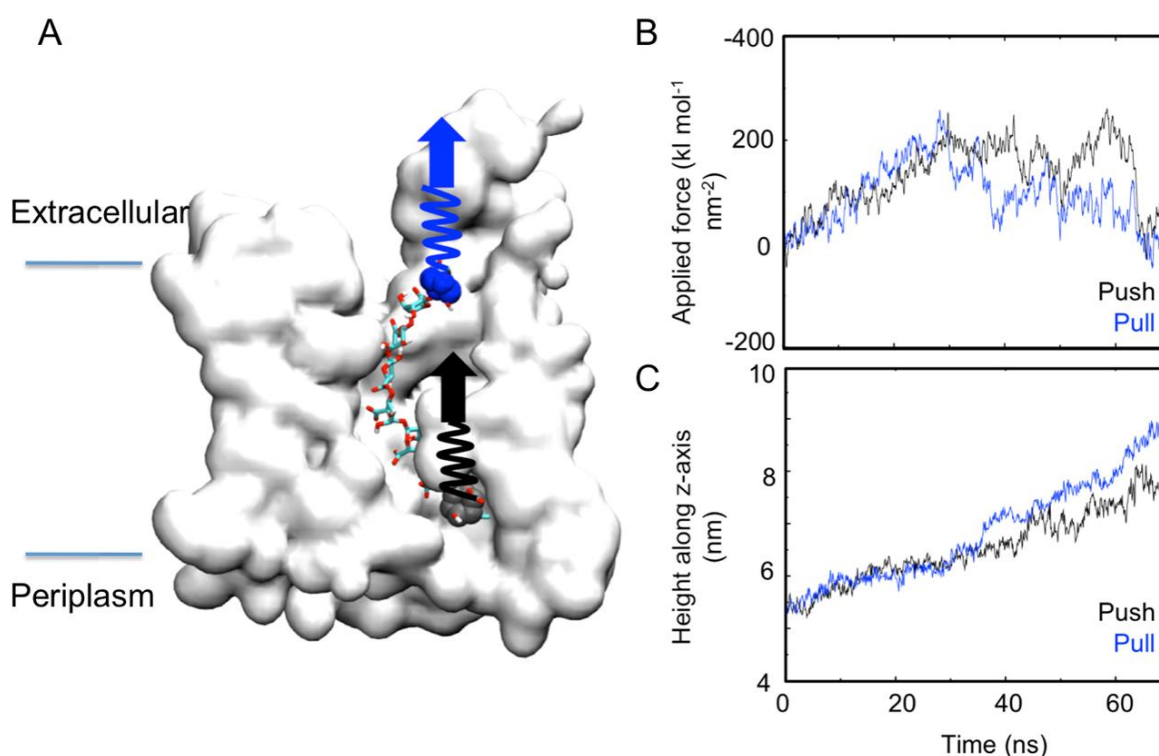 A
Extracellular
Periplasm
B
Applied force (kJ mol-1
nm-2)
-400
200
0
-200
Push
Pull
C
Height along z-axis
(nm)
10
8
6
4
Push
Pull
0
20
40
60
Time (ns)